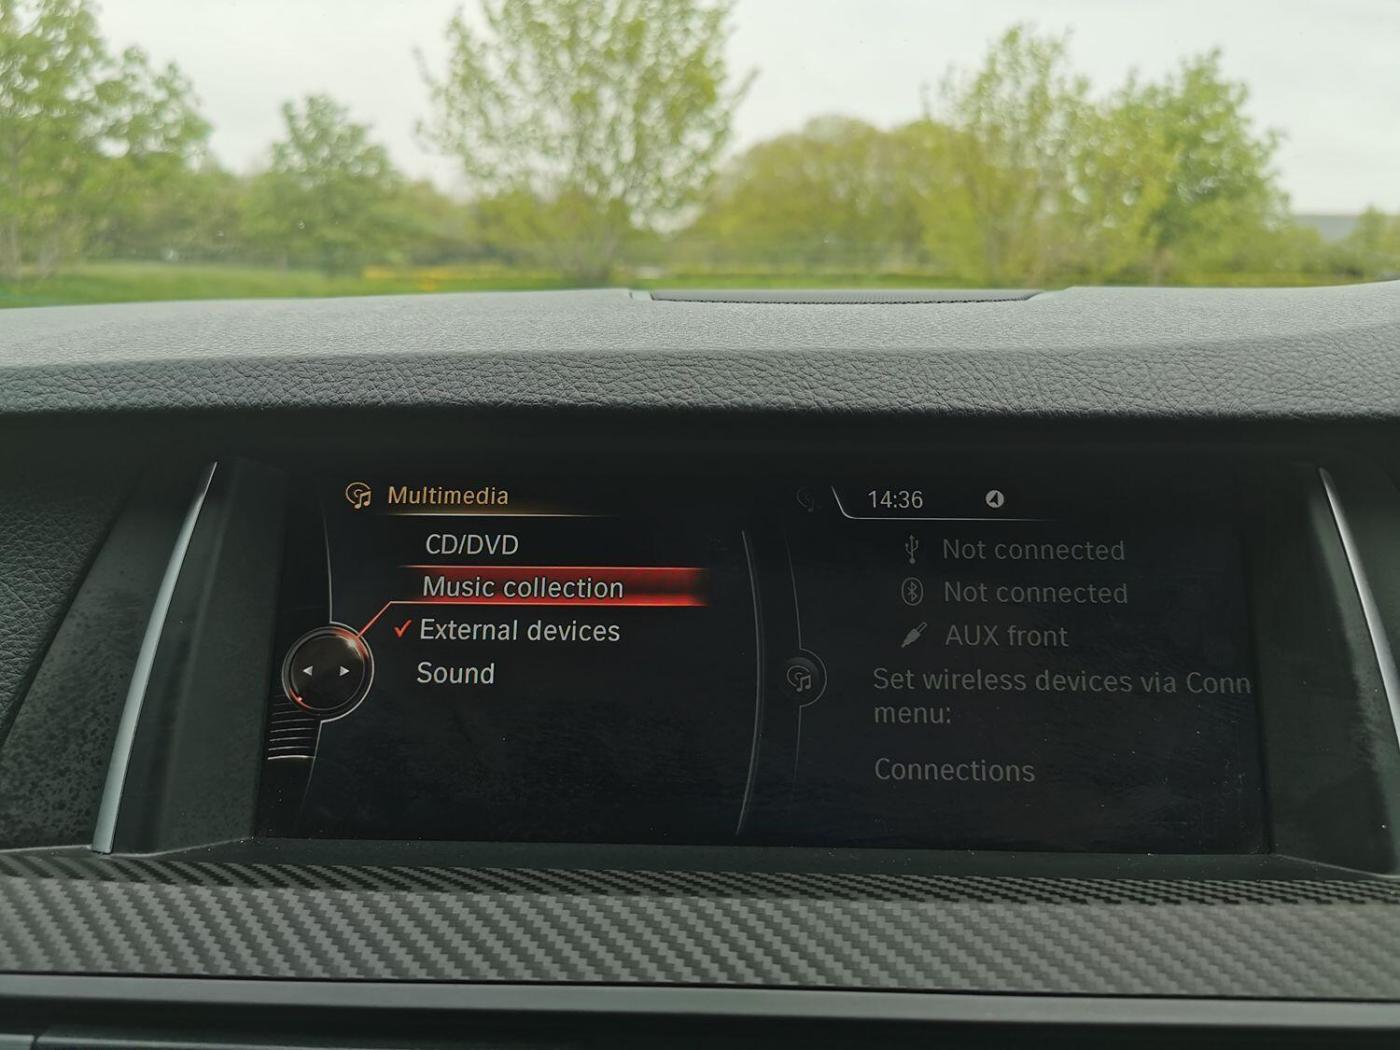 Multimedia
CD/DVD
Music collection
External devices
Sound
14:36
Not connected
Not connected
AUX front
Set wireless devices via Conn
menu:
Connections